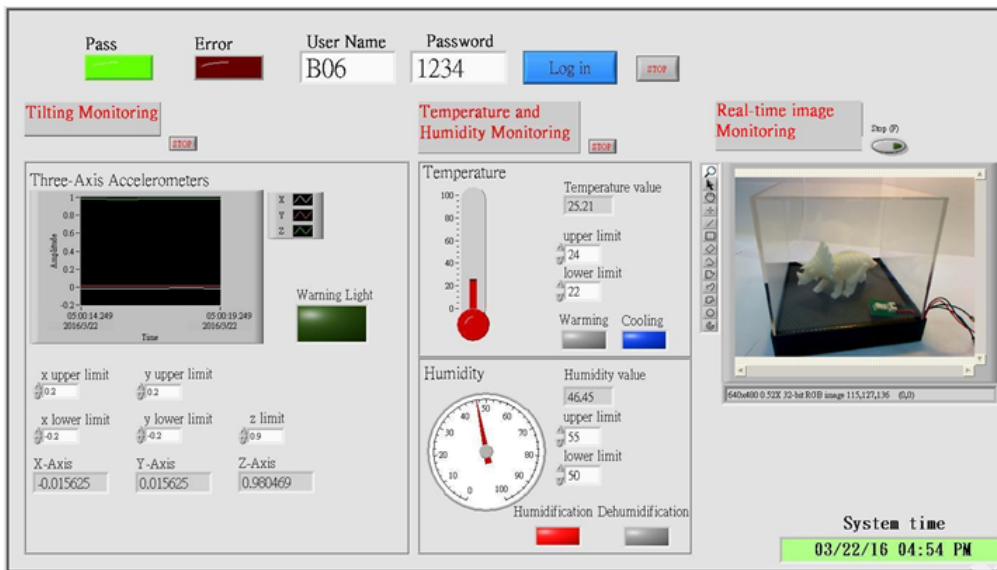 Pass
Error
User Name
Password
B06
1234
Log in
STOP
Tilting Monitoring
STOP
Three-Axis Accelerometers
1
0.8
0.6
0.4
0.2
0
-0.2
Amplitude
05:00:14.249
2016/3/22
05:00:19.249
2016/3/22
Time
X
Y
Z
Warning Light
x upper limit
0.2
y upper limit
0.2
x lower limit
-0.2
y lower limit
-0.2
z limit
0.9
X-Axis
-0.015625
Y-Axis
0.015625
Z-Axis
0.980469
Temperature and
Humidity Monitoring
STOP
Temperature
100
80
60
40
20
0
Temperature value
25.21
upper limit
24
lower limit
22
Warming
Cooling
Humidity
0
10
20
30
40
50
60
70
80
90
100
Humidity value
46.45
upper limit
55
lower limit
50
Humidification
Dehumidification
Real-time image
Monitoring
Stop (F)
640x480 0.52X 32-bit RGB image 115,127,136 (0,0)
System time
03/22/16 04:54 PM